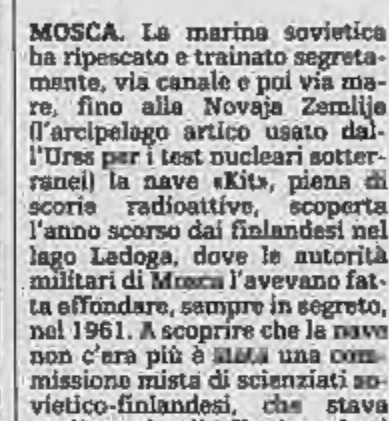 MOSCA. La marina sovietica
ha ripescato e trainato segreta-
mente, via canale e poi via ma-
re, fino alla Novaja Zemlije
(l'arcipelago artico usato dal-
l'Urss per i test nucleari sotter-
ranei) la nave «Kit», piena di
scorie radioattive, scoperta
l'anno scorso dai finlandesi nel
lago Ladoga, dove le autorità
militari di Mosca l'avevano fat-
ta affondare, sempre in segreto,
nel 1961. A scoprire che la nave
non c'era più è stata una com-
missione mista di scienziati so-
vietico-finlandesi, che stava